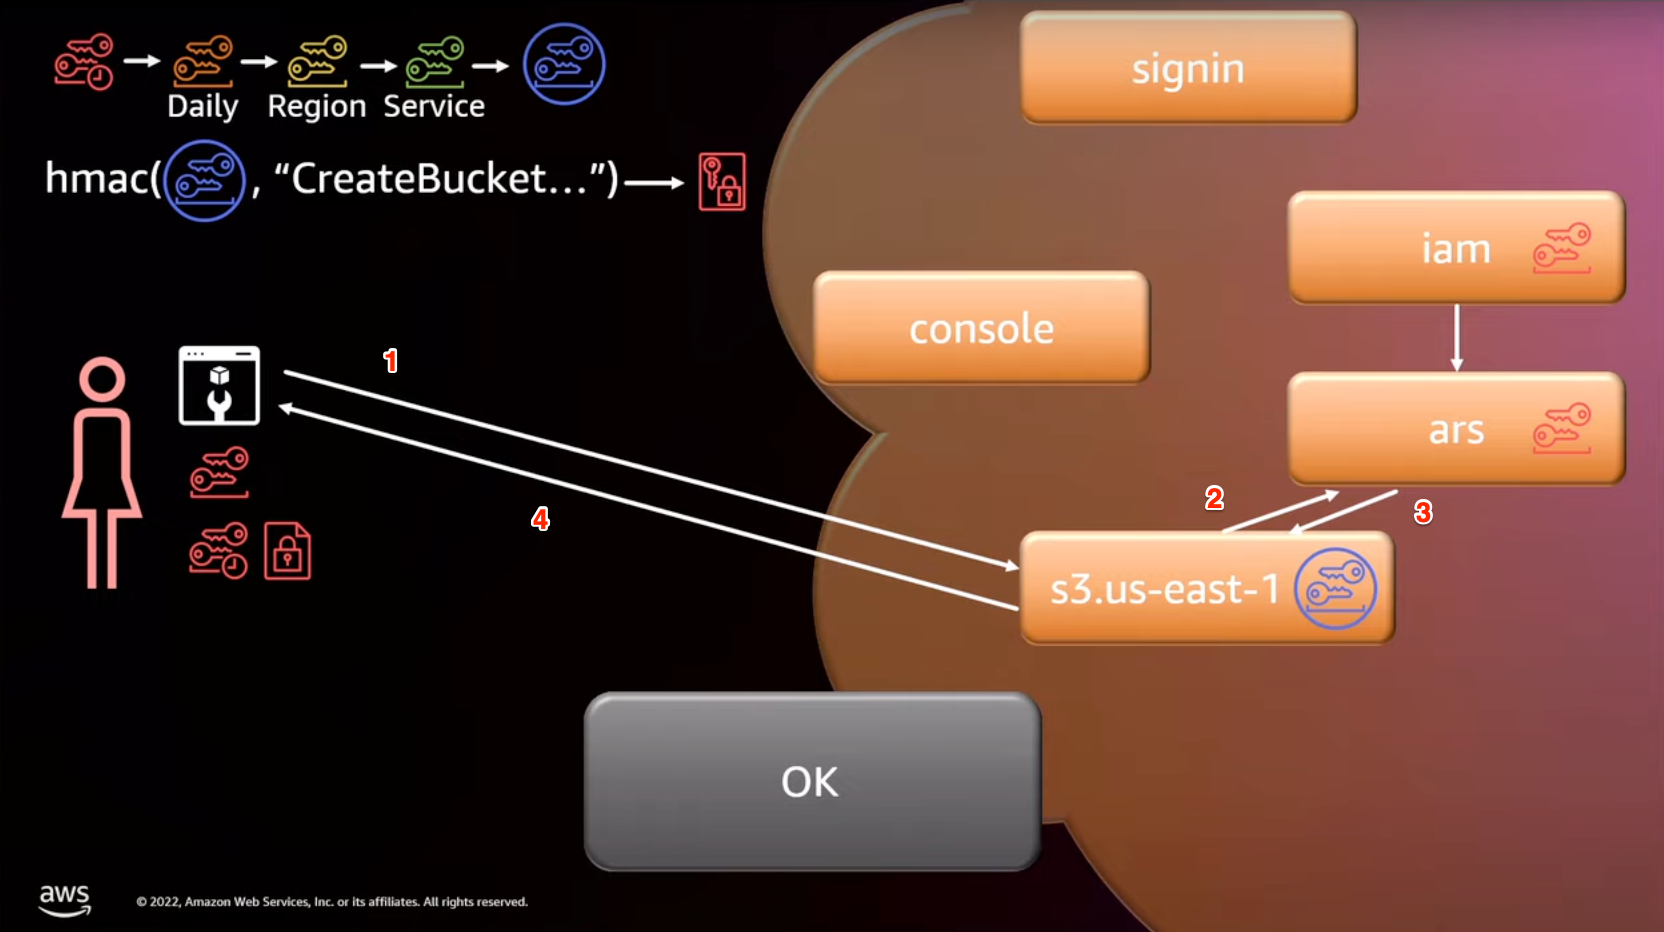 Daily Region Service
hmac( , “CreateBucket...”)
signin
iam
console
1
ars
2
3
4
s3.us-east-1
OK
aws
© 2022, Amazon Web Services, Inc. or its affiliates. All rights reserved.